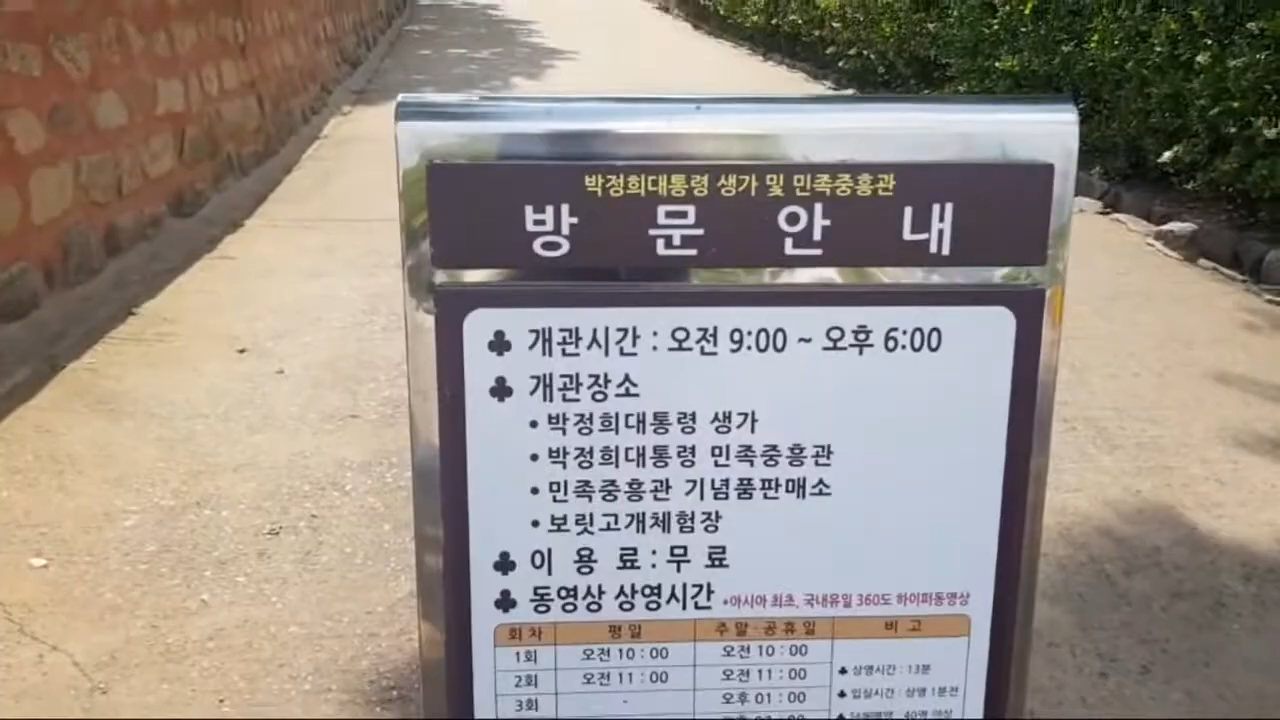 박정희대통령 생가 및 민족중흥관
방 문 안 내
♣ 개관시간 : 오전 9:00 ~ 오후 6:00
♣ 개관장소
• 박정희대통령 생가
• 박정희대통령 민족중흥관
• 민족중흥관 기념품판매소
• 보릿고개체험장
♣ 이 용 료 : 무 료
♣ 동영상 상영시간 *아시아 최초, 국내유일 360도 하이퍼동영상
회 차 평 일 주 말 · 공 휴 일 비 고
1회 오전 10 : 00 오전 10 : 00
♣ 상영시간 : 13분
2회 오전 11 : 00 오전 11 : 00
♣ 입실시간 : 상영 1분전
3회 - 오후 01 : 00
40명 이상